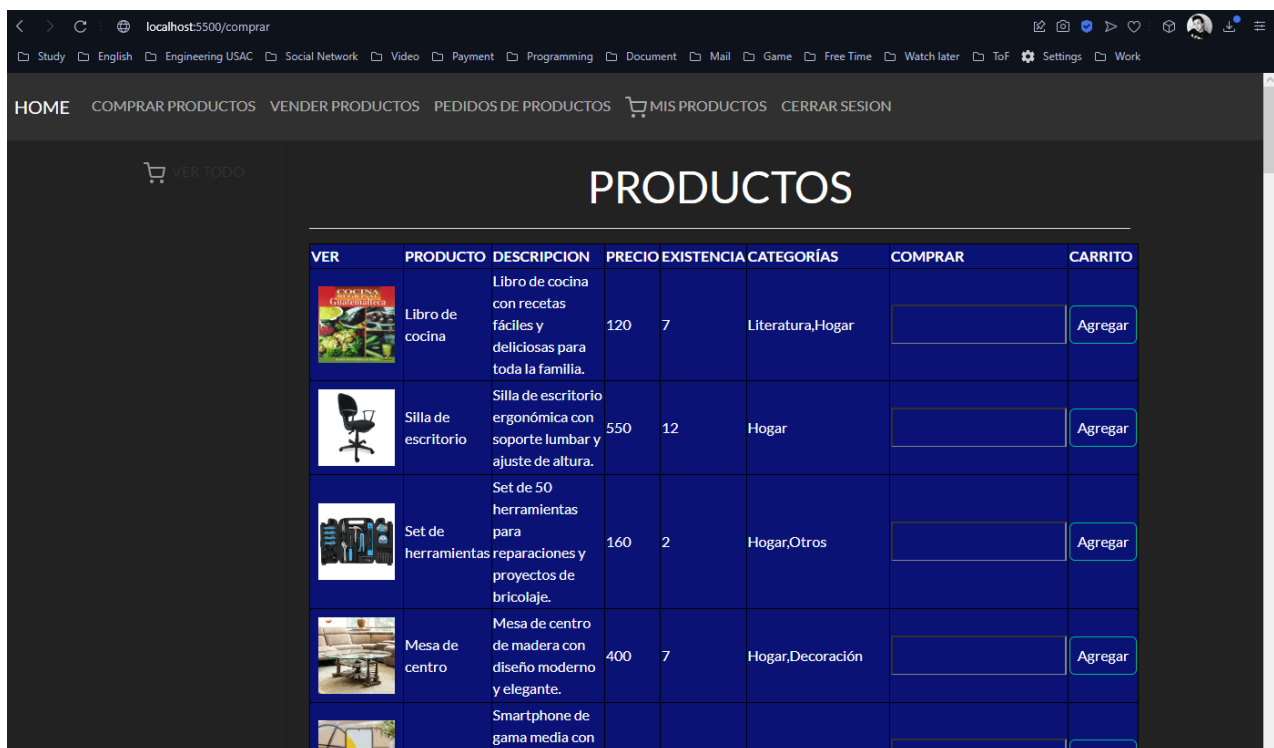 localhost:5500/comprar
Study English Engineering USAC Social Network Video Payment Programming Document Mail Game Free Time Watch later ToF Settings Work
HOME COMPRAR PRODUCTOS VENDER PRODUCTOS PEDIDOS DE PRODUCTOS MIS PRODUCTOS CERRAR SESION
VER TODO
PRODUCTOS
VER PRODUCTO DESCRIPCION PRECIO EXISTENCIA CATEGORÍAS COMPRAR CARRITO
COCINA
REGIONAL
Guatemalteca
Libro de
cocina
Libro de cocina
con recetas
fáciles y
deliciosas para
toda la familia.
120
7
Literatura,Hogar
Agregar
Silla de
escritorio
Silla de escritorio
ergonómica con
soporte lumbar y
ajuste de altura.
550
12
Hogar
Agregar
Set de
herramientas
Set de 50
herramientas
para
reparaciones y
proyectos de
bricolaje.
160
2
Hogar,Otros
Agregar
Mesa de
centro
Mesa de centro
de madera con
diseño moderno
y elegante.
400
7
Hogar,Decoración
Agregar
Smartphone de
gama media con